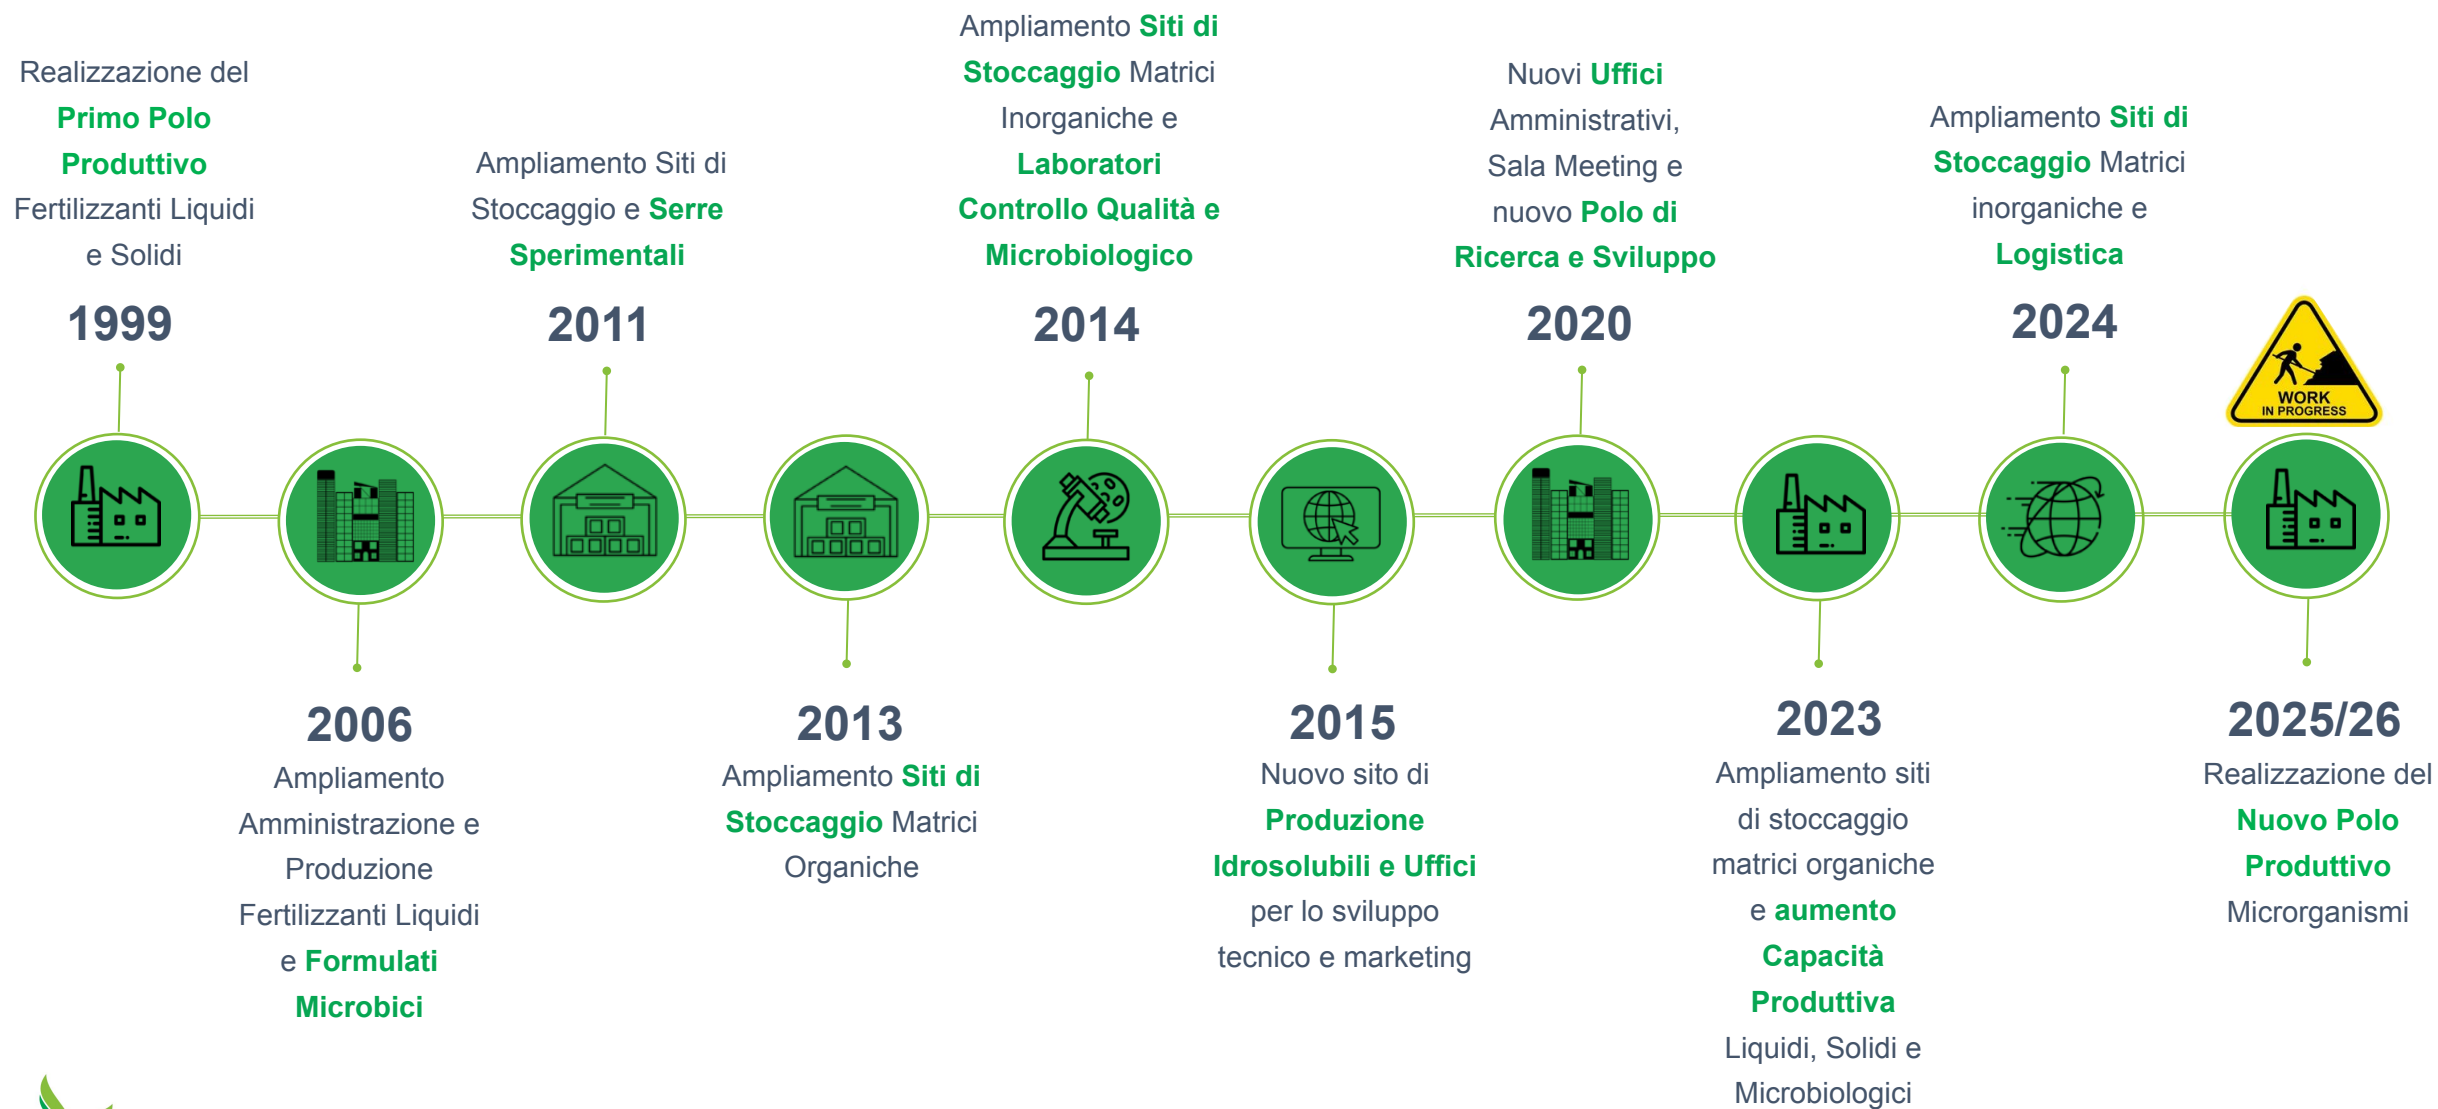 Realizzazione del
Primo Polo
Produttivo
Fertilizzanti Liquidi
e Solidi
1999
2006
Ampliamento
Amministrazione e
Produzione
Fertilizzanti Liquidi
e Formulati
Microbici
Ampliamento Siti di
Stoccaggio e Serre
Sperimentali
2011
2013
Ampliamento Siti di
Stoccaggio Matrici
Organiche
Ampliamento Siti di
Stoccaggio Matrici
Inorganiche e
Laboratori
Controllo Qualità e
Microbiologico
2014
2015
Nuovo sito di
Produzione
Idrosolubili e Uffici
per lo sviluppo
tecnico e marketing
Nuovi Uffici
Amministrativi,
Sala Meeting e
nuovo Polo di
Ricerca e Sviluppo
2020
2023
Ampliamento siti
di stoccaggio
matrici organiche
e aumento
Capacità
Produttiva
Liquidi, Solidi e
Microbiologici
Ampliamento Siti di
Stoccaggio Matrici
inorganiche e
Logistica
2024
WORK
IN PROGRESS
2025/26
Realizzazione del
Nuovo Polo
Produttivo
Microrganismi